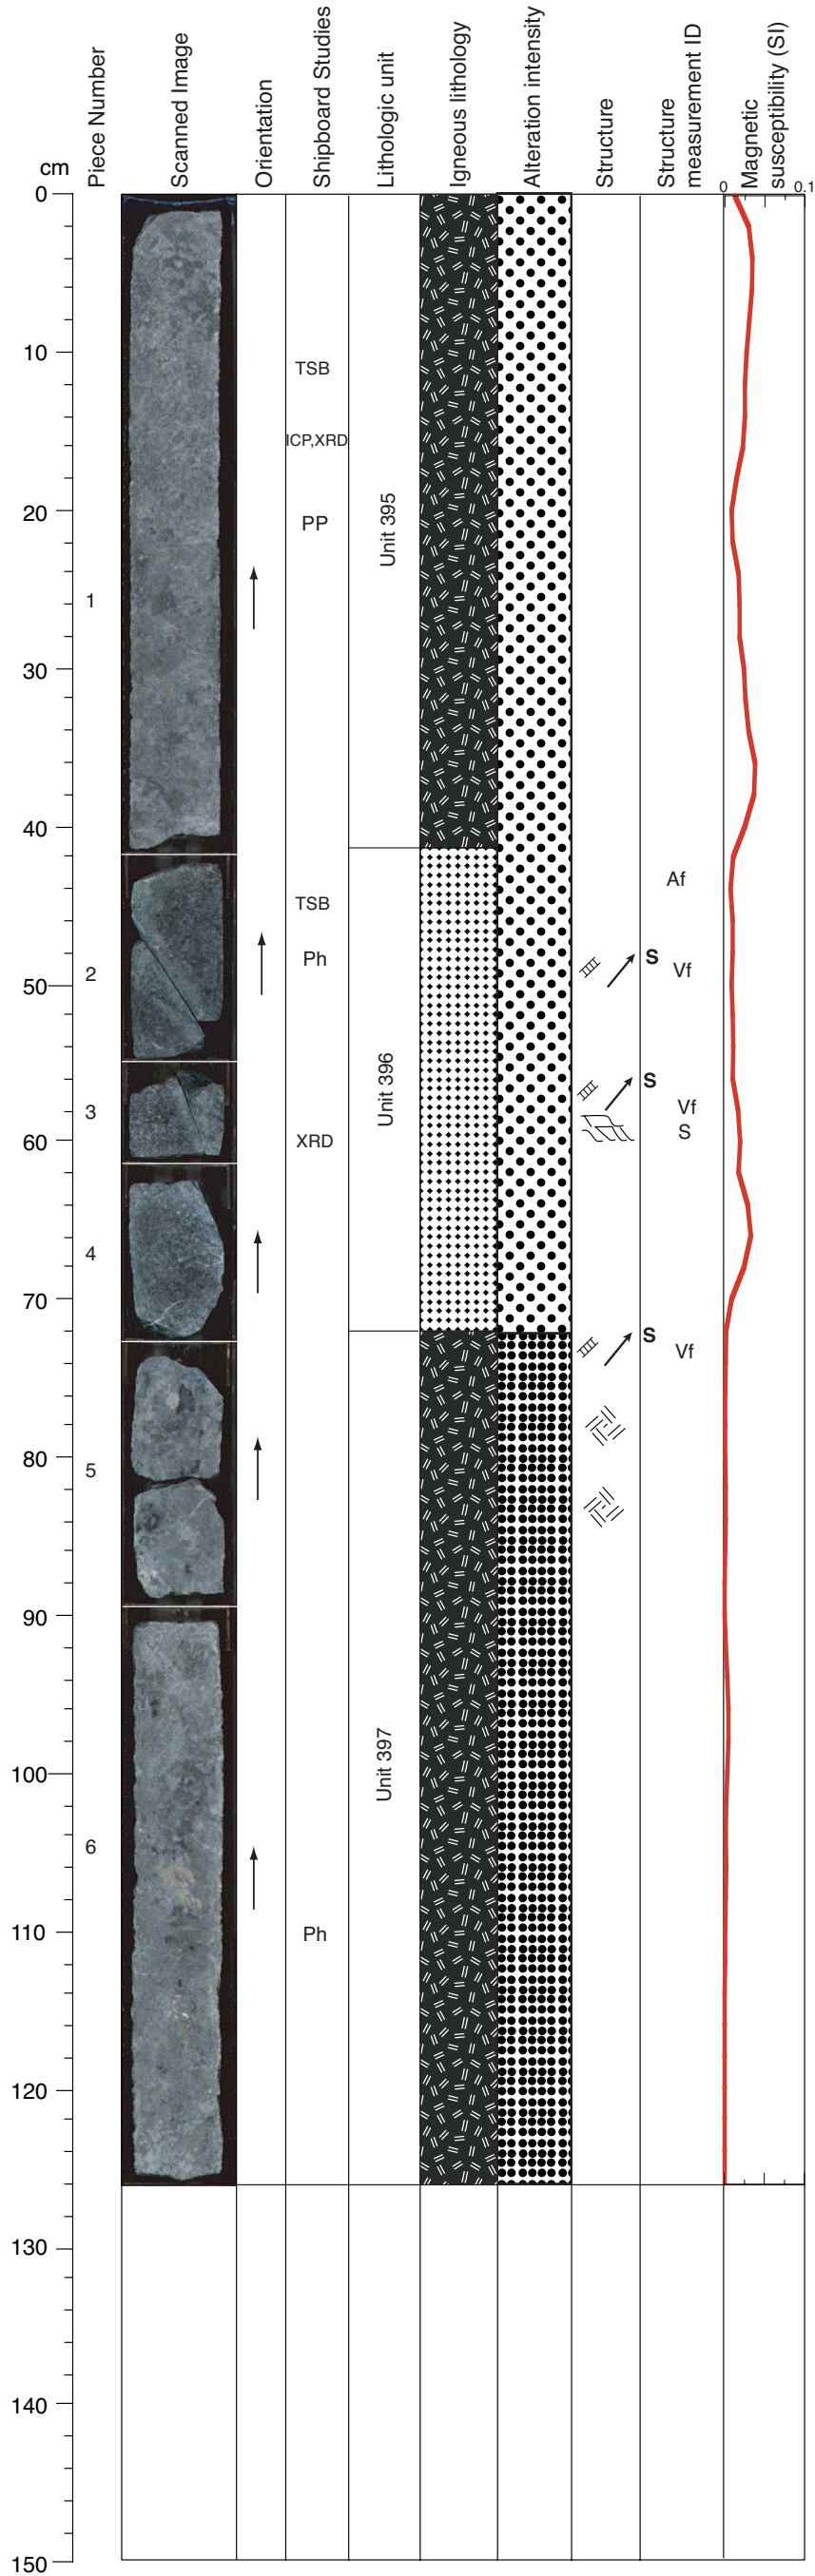 cm
Piece Number
Scanned Image
Orientation
Shipboard Studies
Lithologic unit
Igneous lithology
Alteration intensity
Structure
Structure
measurement ID
Magnetic
susceptibility (SI)
0
0.1
0
10
TSB
ICP,XRD
20
PP
Unit 395
1
30
40
Af
TSB
S
Ph
Vf
2
50
S
Unit 396
Vf
3
S
60
XRD
4
70
S
Vf
80
5
90
100
Unit 397
6
110
Ph
120
130
140
150